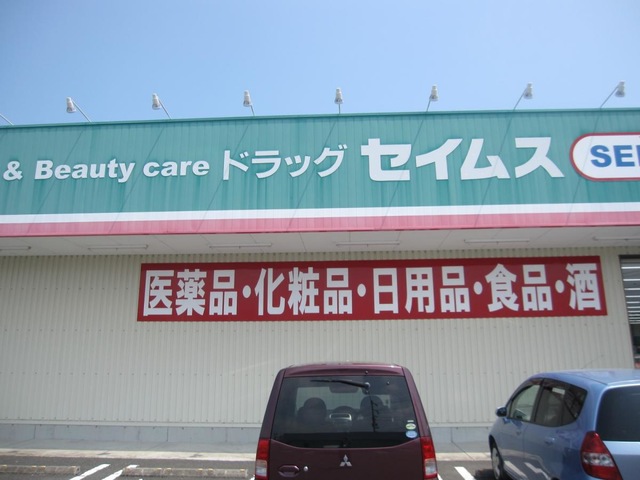 & Beauty care ドラッグ セイムス
医薬品・化粧品・日用品・食品・酒